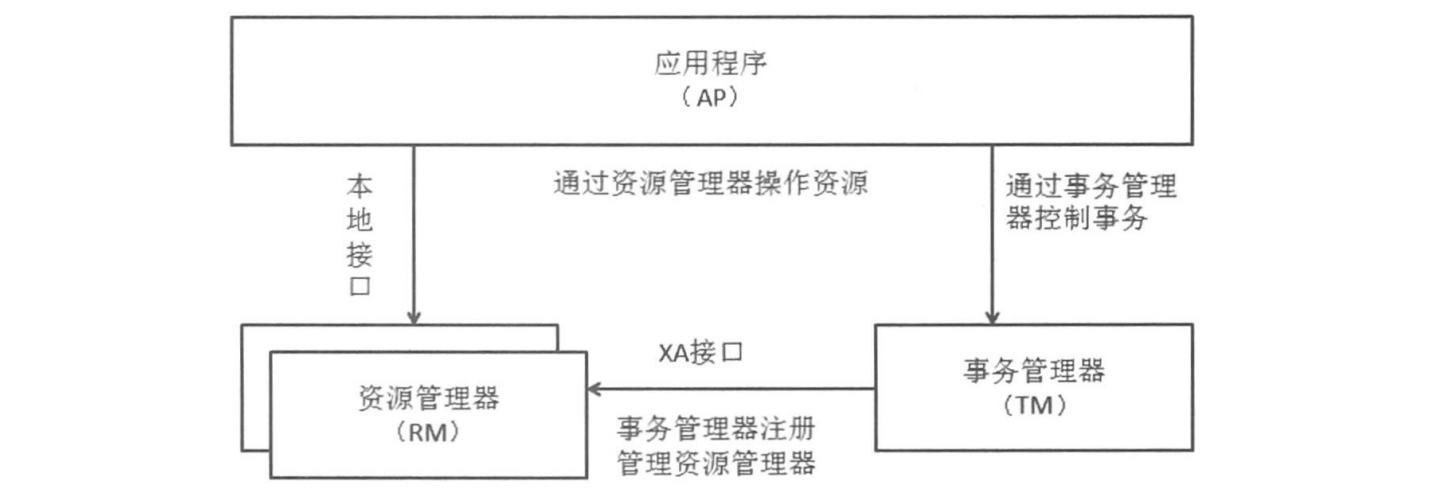 应用程序
（AP）
本
地
接
口
通过资源管理器操作资源
通过事务管理
器控制事务
XA接口
事务管理器
（TM）
资源管理器
（RM）
事务管理器注册
管理资源管理器